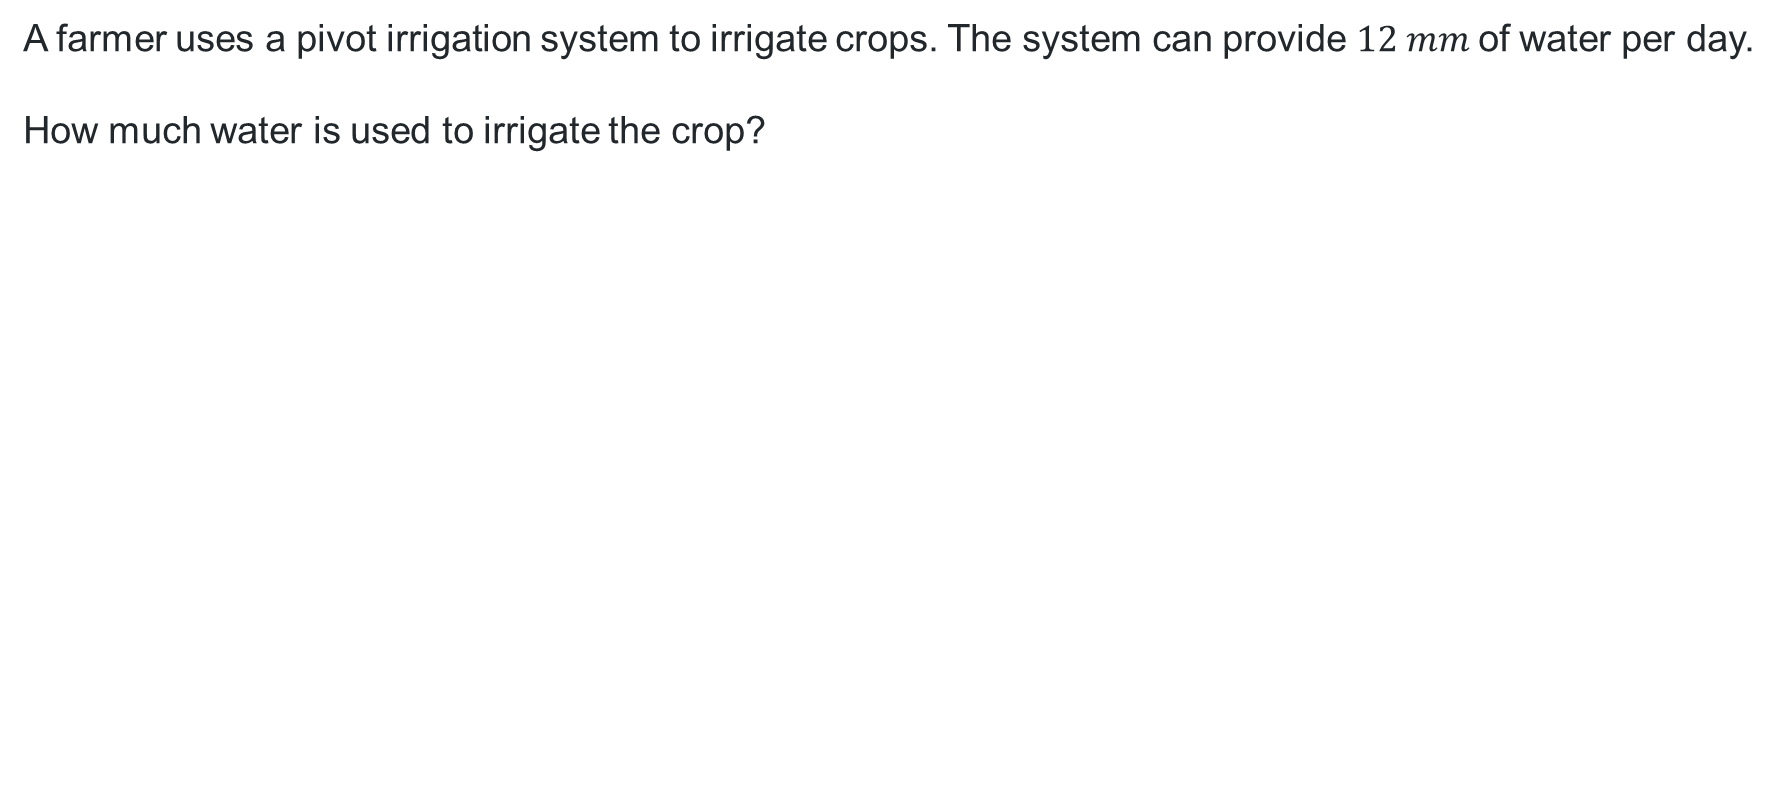 A farmer uses a pivot irrigation system to irrigate crops. The system can provide 12 mm of water per day.
How much water is used to irrigate the crop?